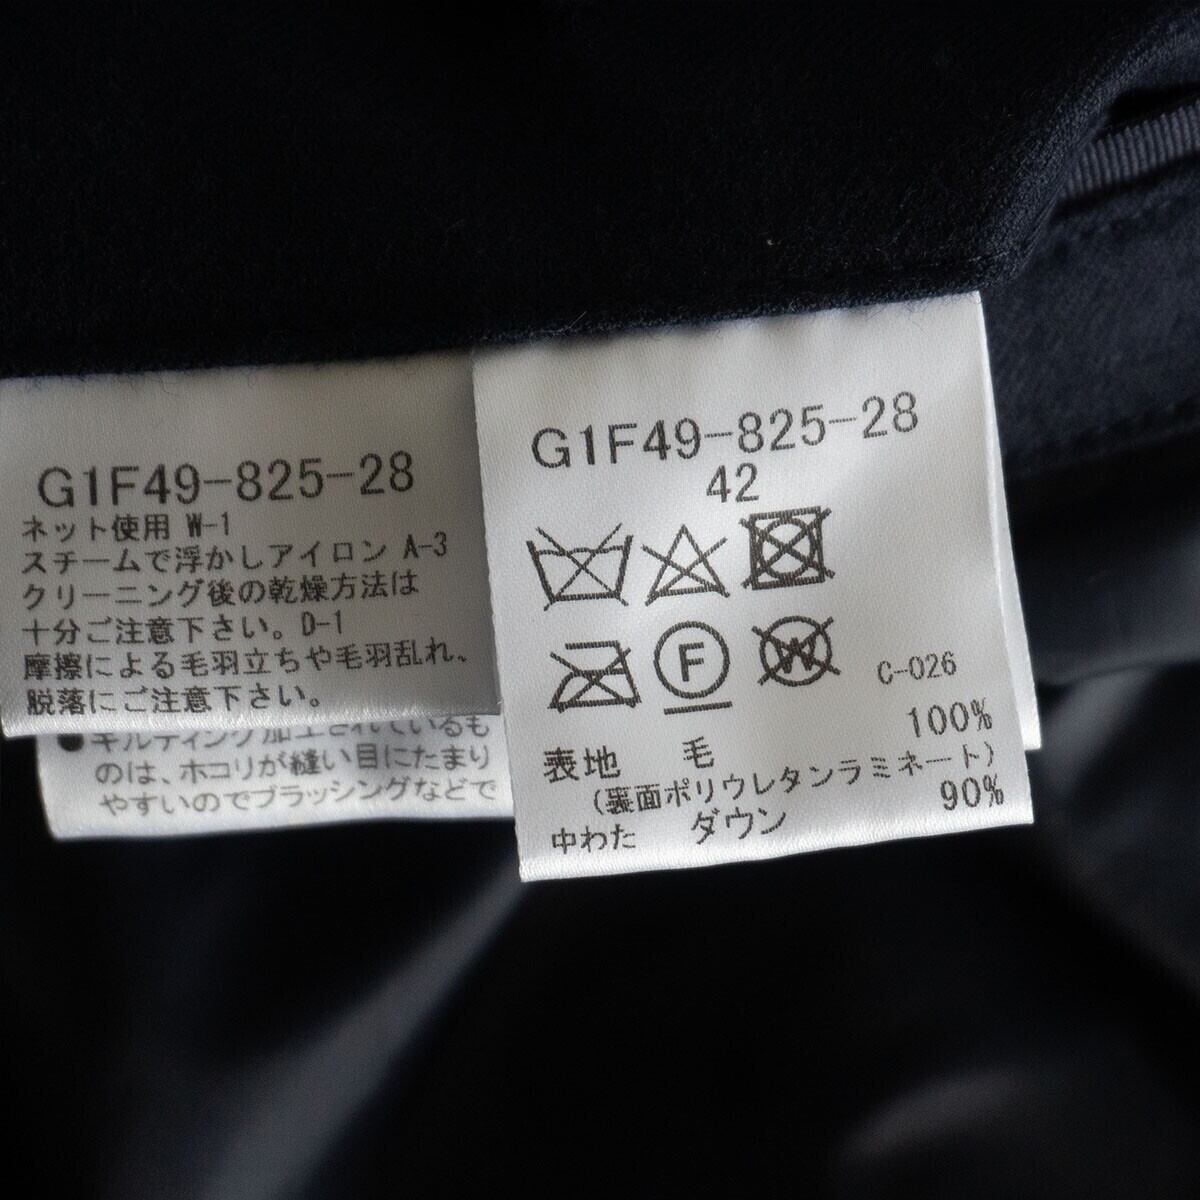 G1F49-825-28
ネット使用 W-1
スチームで浮かしアイロン A-3
クリーニング後の乾燥方法は
十分ご注意下さい。D-1
摩擦による毛羽立ちや毛羽乱れ、
脱落にご注意下さい。
●キルティング加工されているも
のは、ホコリが縫い目にたまり
やすいのでブラッシングなどで
G1F49-825-28
42
F W
C-026
100%
表地 毛
(裏面ポリウレタンラミネート)
90%
中わた ダウン